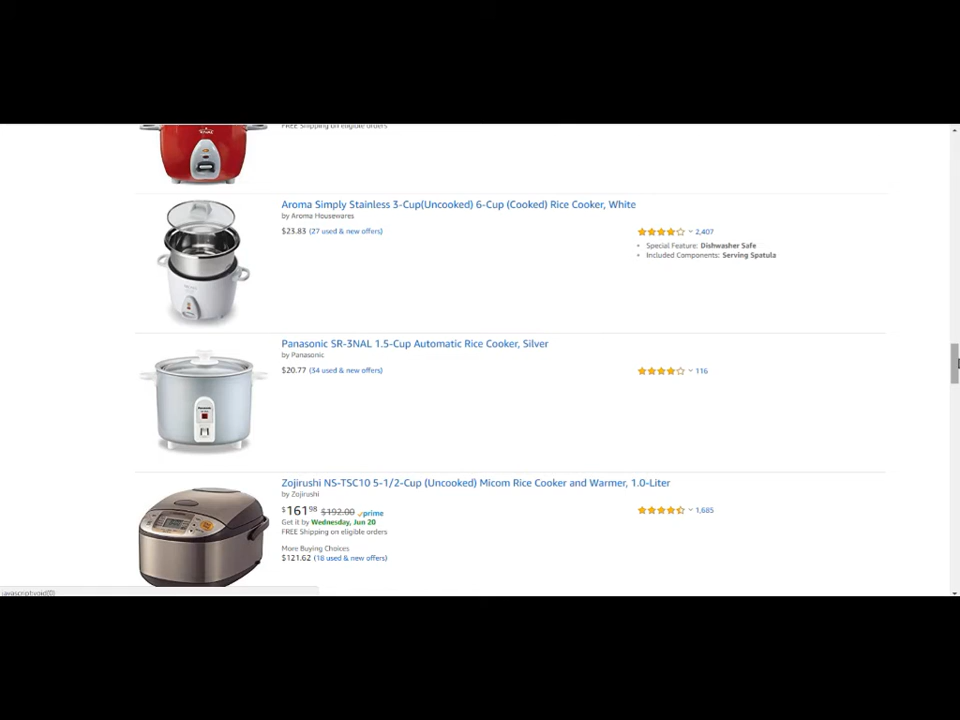 FREE Shipping on eligible orders
Aroma Simply Stainless 3-Cup(Uncooked) 6-Cup (Cooked) Rice Cooker, White
by Aroma Housewares
$23.83 (27 used & new offers)
2,407
Special Feature: Dishwasher Safe
Included Components: Serving Spatula
Panasonic SR-3NAL 1.5-Cup Automatic Rice Cooker, Silver
by Panasonic
$20.77 (34 used & new offers)
116
Panasonic
Zojirushi NS-TSC10 5-1/2-Cup (Uncooked) Micom Rice Cooker and Warmer, 1.0-Liter
by Zojirushi
$161.98 $192.00 prime
1,685
Get it by Wednesday, Jun 20
FREE Shipping on eligible orders
More Buying Choices
$121.62 (18 used & new offers)
javascript:void(0)